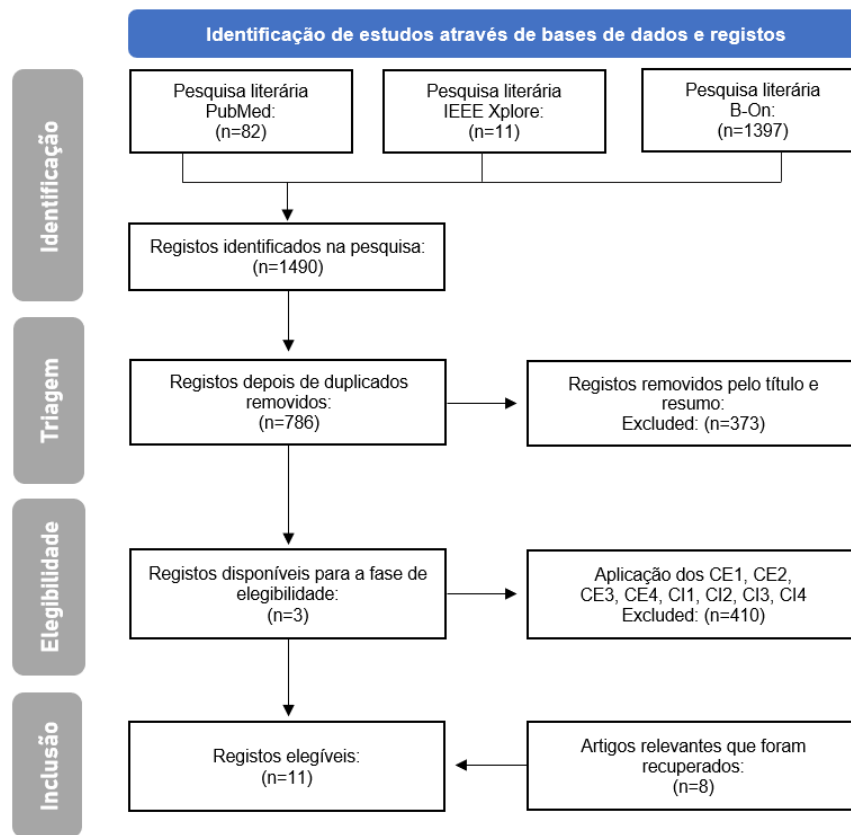 Identificação de estudos através de bases de dados e registos
Identificação
Pesquisa literária
PubMed:
(n=82)
Pesquisa literária
IEEE Xplore:
(n=11)
Pesquisa literária
B-On:
(n=1397)
Registos identificados na pesquisa:
(n=1490)
Triagem
Registos depois de duplicados
removidos:
(n=786)
Registos removidos pelo título e
resumo:
Excluded: (n=373)
Elegibilidade
Registos disponíveis para a fase de
elegibilidade:
(n=3)
Aplicação dos CE1, CE2,
CE3, CE4, CI1, CI2, CI3, CI4
Excluded: (n=410)
Inclusão
Registos elegíveis:
(n=11)
Artigos relevantes que foram
recuperados:
(n=8)